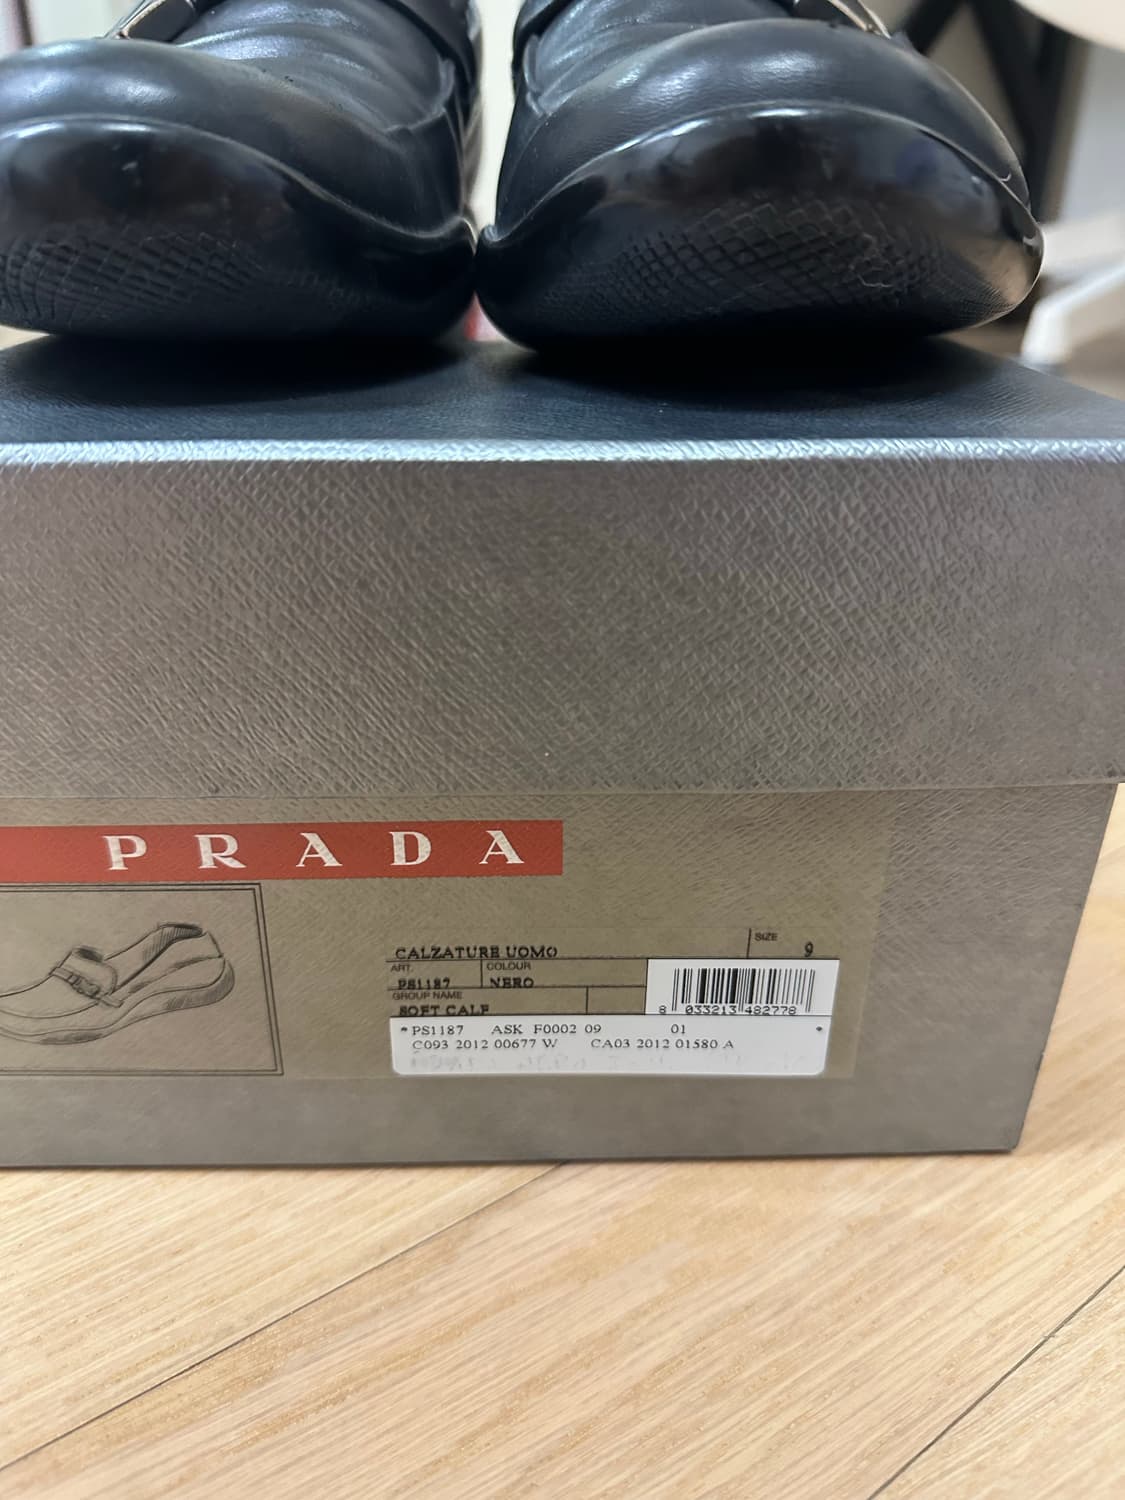 PRADA
CALZATURE UOMO
SIZE
9
ART.
COLOUR
PS1187
NERO
GROUP NAME
SOFT CALF
8 033213 482778
*PS1187 ASK F0002 09 01 *
C093 2012 00677 W CA03 2012 01580 A